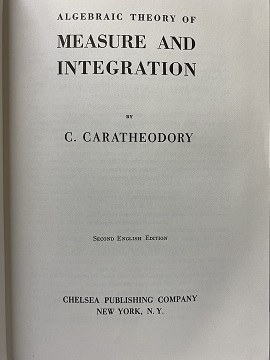 ALGEBRAIC THEORY OF
MEASURE AND
INTEGRATION
BY
C. CARATHEODORY
SECOND ENGLISH EDITION
CHELSEA PUBLISHING COMPANY
NEW YORK, N. Y.